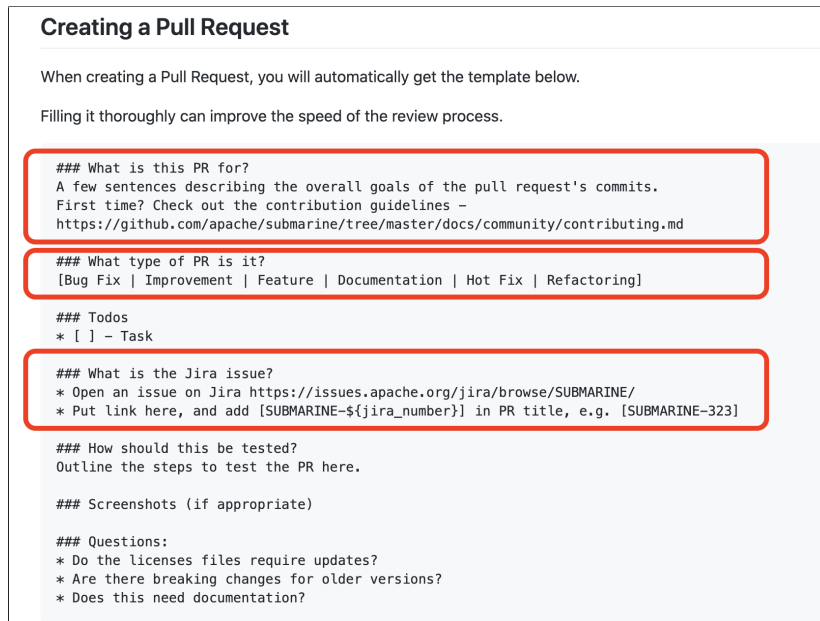 Creating a Pull Request
When creating a Pull Request, you will automatically get the template below.
Filling it thoroughly can improve the speed of the review process.
### What is this PR for?
A few sentences describing the overall goals of the pull request's commits.
First time? Check out the contribution guidelines –
https://github.com/apache/submarine/tree/master/docs/community/contributing.md
### What type of PR is it?
[Bug Fix | Improvement | Feature | Documentation | Hot Fix | Refactoring]
### Todos
* [ ] – Task
### What is the Jira issue?
* Open an issue on Jira https://issues.apache.org/jira/browse/SUBMARINE/
* Put link here, and add [SUBMARINE-${jira_number}] in PR title, e.g. [SUBMARINE-323]
### How should this be tested?
Outline the steps to test the PR here.
### Screenshots (if appropriate)
### Questions:
* Do the licenses files require updates?
* Are there breaking changes for older versions?
* Does this need documentation?